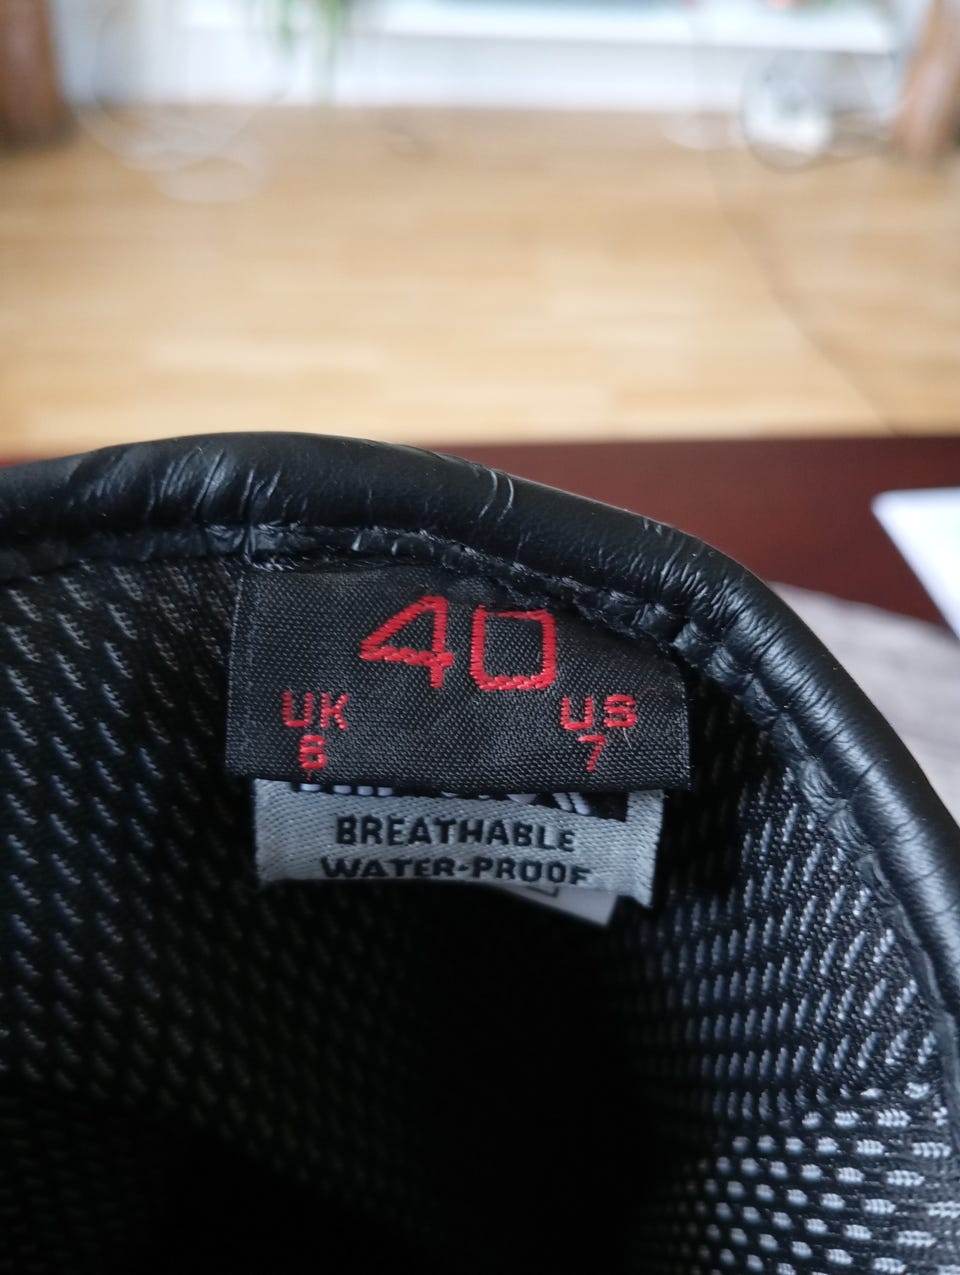 40
UK US
6 7
BREATHABLE
WATER-PROOF